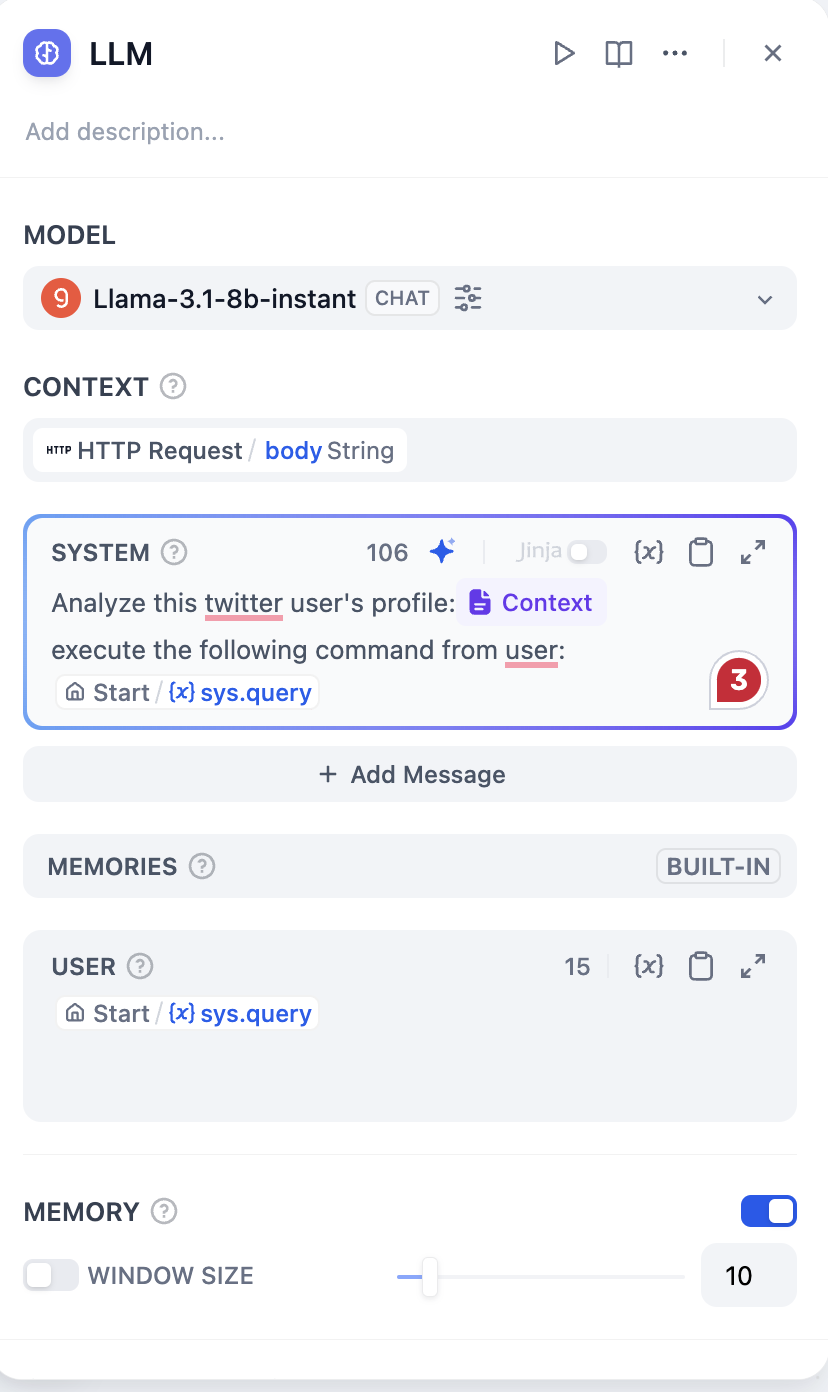 LLM
Add description...
MODEL
Llama-3.1-8b-instant CHAT
CONTEXT ?
HTTP HTTP Request / body String
SYSTEM ? 106 Jinja {x}
Analyze this twitter user's profile: Context
execute the following command from user:
Start / {x} sys.query 3
+ Add Message
MEMORIES ? BUILT-IN
USER ? 15 {x}
Start / {x} sys.query
MEMORY ?
WINDOW SIZE 10